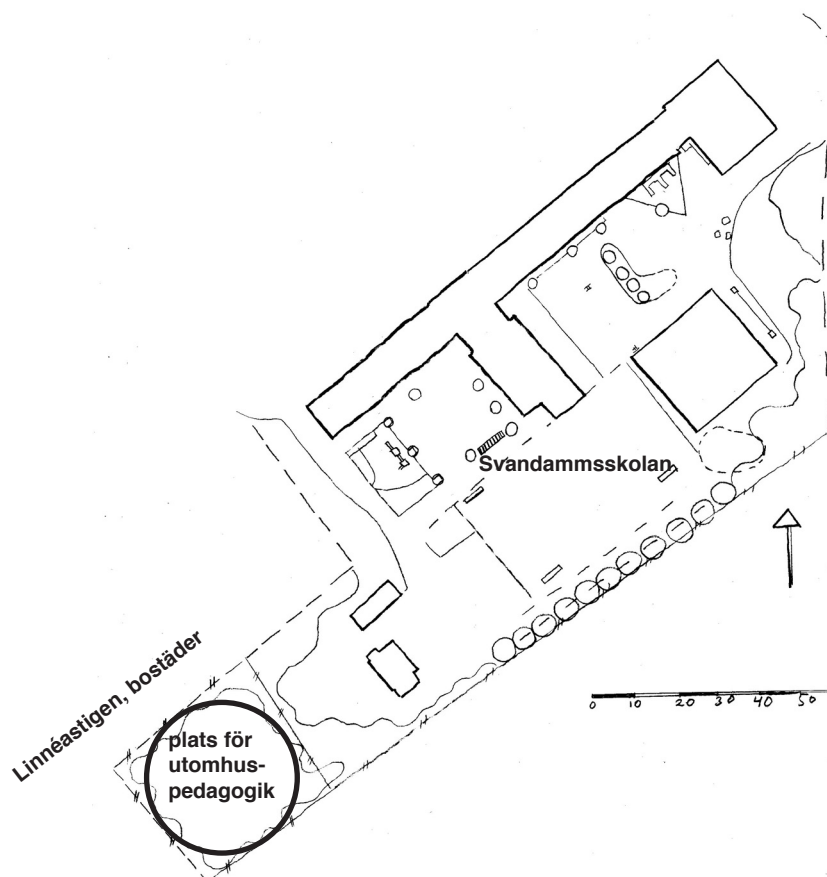 Svandammsskolan
Linnéastigen, bostäder
plats för
utomhus-
pedagogik
0 10 20 30 40 50